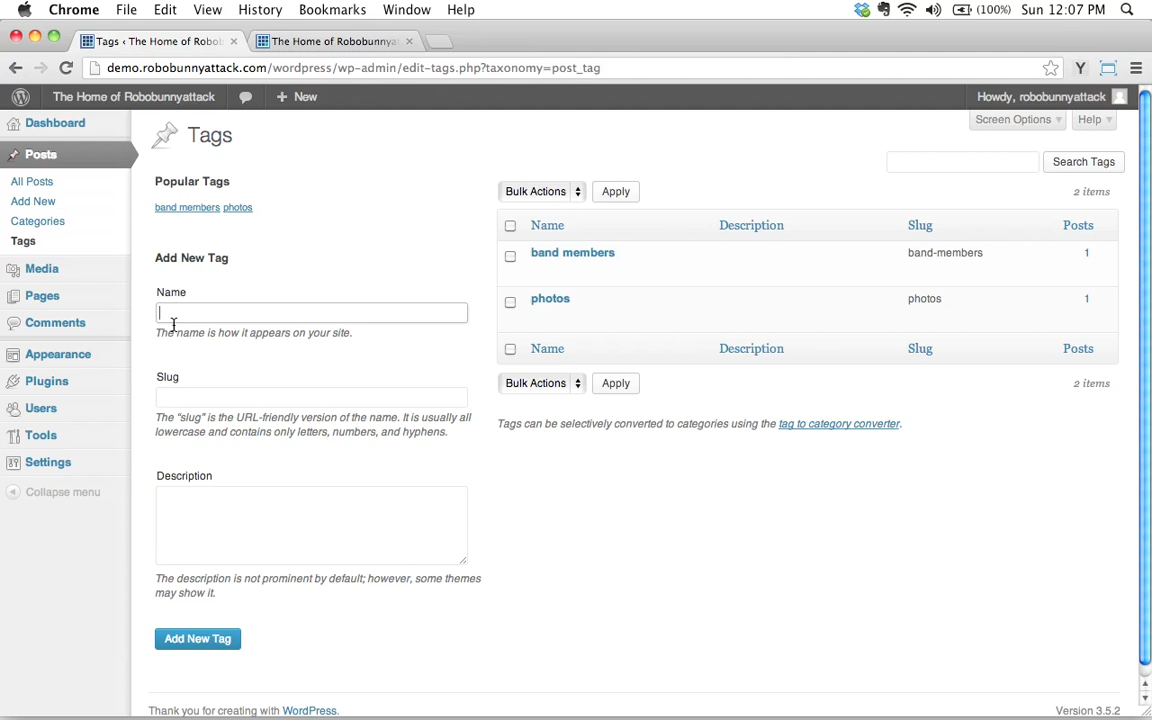 Chrome File Edit View History Bookmarks Window Help (100%) Sun 12:07 PM
Tags ‹ The Home of Robo
The Home of Robobunnya
demo.robobunnyattack.com/wordpress/wp-admin/edit-tags.php?taxonomy=post_tag
The Home of Robobunnyattack + New Howdy, robobunnyattack
Dashboard
Posts
All Posts
Add New
Categories
Tags
Media
Pages
Comments
Appearance
Plugins
Users
Tools
Settings
Collapse menu
Screen Options Help
Tags
Search Tags
Popular Tags
band members photos
Add New Tag
Name
The name is how it appears on your site.
Slug
The “slug” is the URL-friendly version of the name. It is usually all
lowercase and contains only letters, numbers, and hyphens.
Description
The description is not prominent by default; however, some themes
may show it.
Add New Tag
Bulk Actions Apply 2 items
Name Description Slug Posts
band members band-members 1
photos photos 1
Name Description Slug Posts
Bulk Actions Apply 2 items
Tags can be selectively converted to categories using the tag to category converter.
Thank you for creating with WordPress. Version 3.5.2